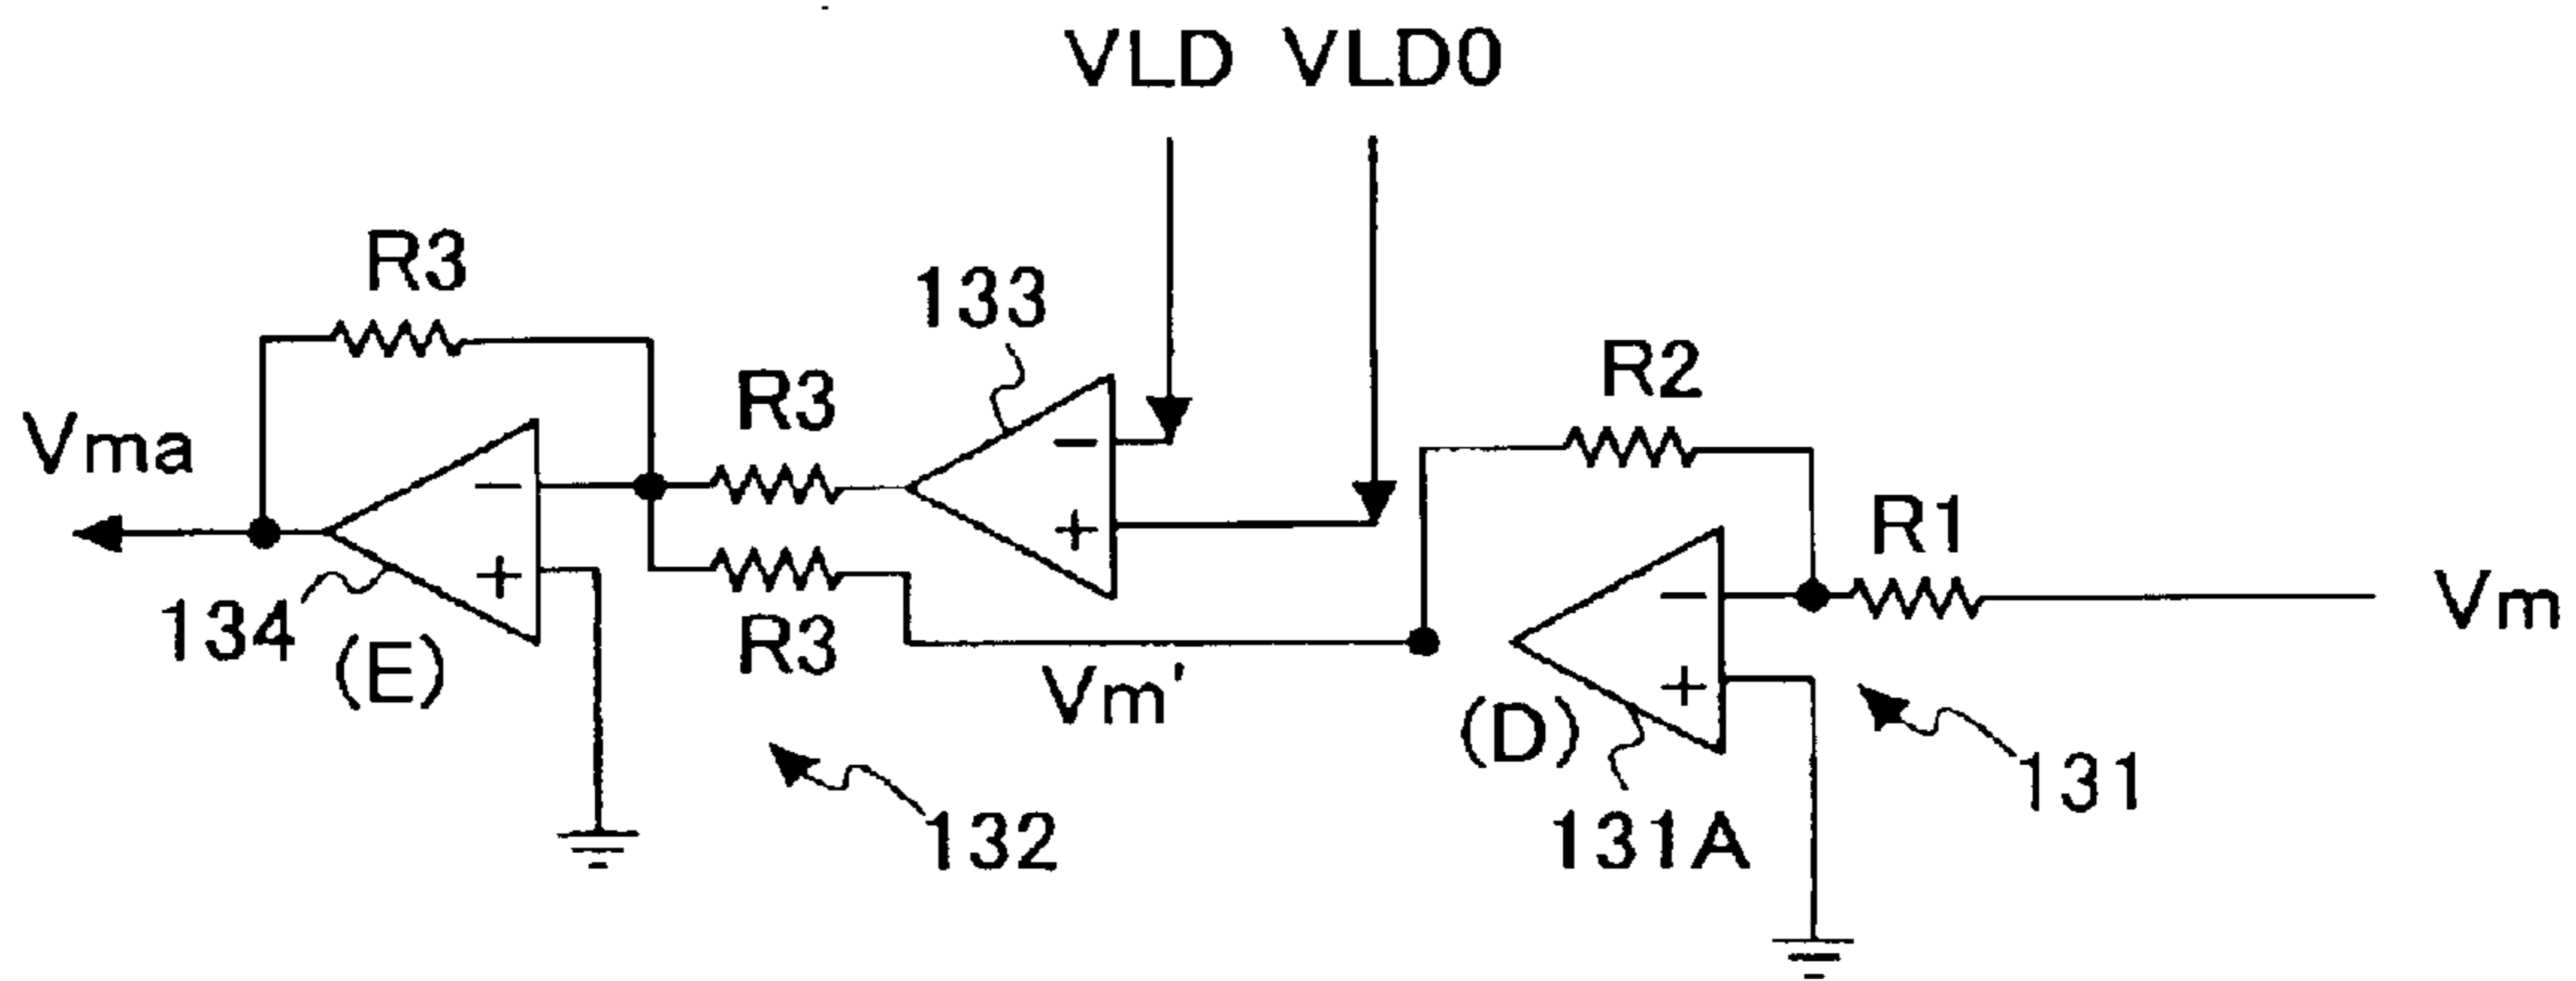 VLD VLD0
R3
133
R3
R2
Vma
−
−
R1
+
+
−
Vm
134
(E)
R3
Vm'
+
(D)
132
131A
131